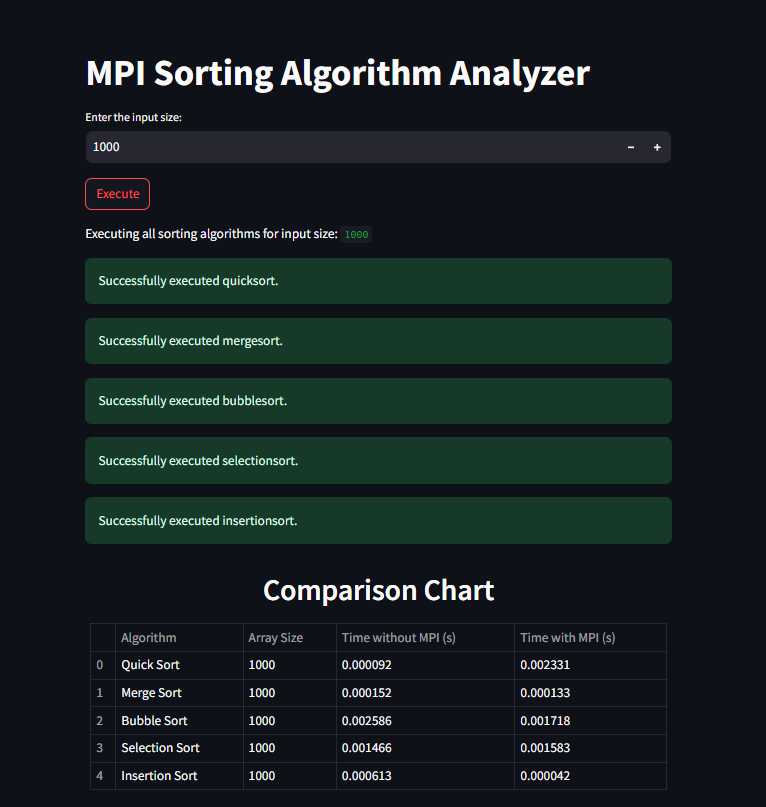 MPI Sorting Algorithm Analyzer
Enter the input size:
1000 − +
Execute
Executing all sorting algorithms for input size: 1000
Successfully executed quicksort.
Successfully executed mergesort.
Successfully executed bubblesort.
Successfully executed selectionsort.
Successfully executed insertionsort.
Comparison Chart
Algorithm Array Size Time without MPI (s) Time with MPI (s)
0 Quick Sort 1000 0.000092 0.002331
1 Merge Sort 1000 0.000152 0.000133
2 Bubble Sort 1000 0.002586 0.001718
3 Selection Sort 1000 0.001466 0.001583
4 Insertion Sort 1000 0.000613 0.000042